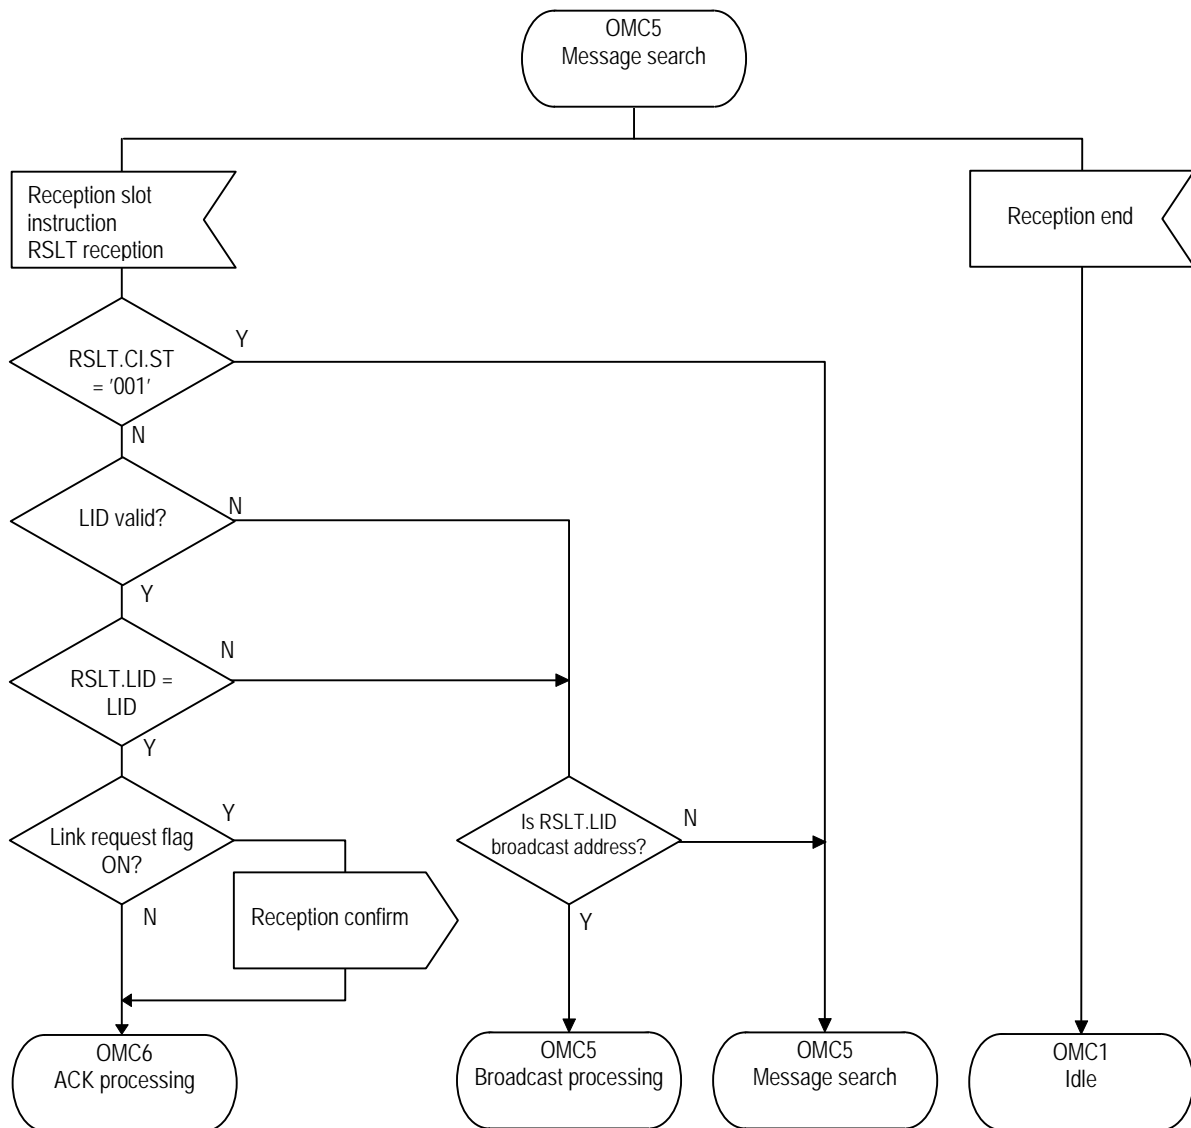 OMC5
Message search
Reception slot
instruction
RSLT reception
Reception end
Y
RSLT.CI.ST
= '001'
N
LID valid?
N
Y
RSLT.LID =
LID
N
Y
Link request flag
ON?
Y
N
Is RSLT.LID
broadcast address?
N
Y
Reception confirm
OMC6
ACK processing
OMC5
Broadcast processing
OMC5
Message search
OMC1
Idle